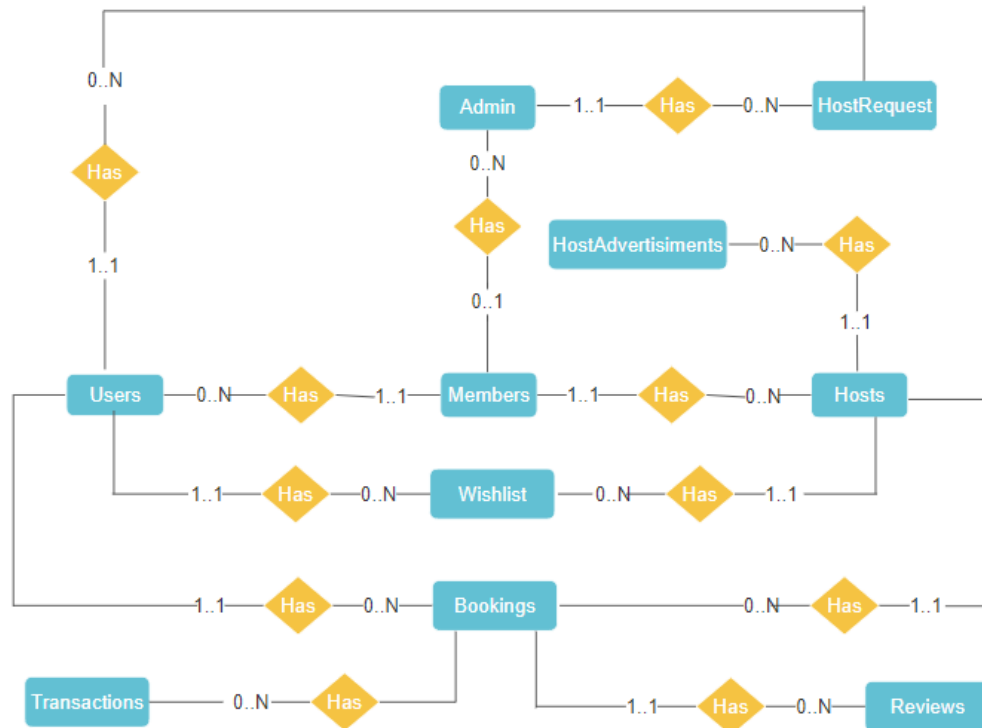 0..N
Admin 1..1 Has 0..N HostRequest
Has
0..N
Has
HostAdvertisiments 0..N Has
1..1
0..1
1..1
Users 0..N Has 1..1 Members 1..1 Has 0..N Hosts
1..1 Has 0..N Wishlist 0..N Has 1..1
1..1 Has 0..N Bookings 0..N Has 1..1
Transactions 0..N Has 1..1 Has 0..N Reviews